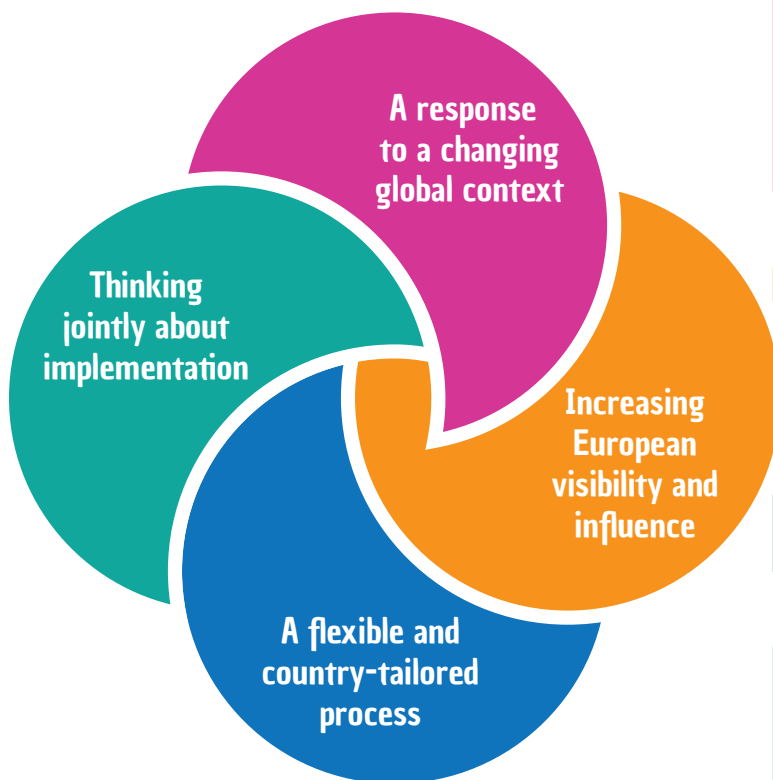 A response
to a changing
global context
Thinking
jointly about
implementation
Increasing
European
visibility and
influence
A flexible and
country-tailored
process